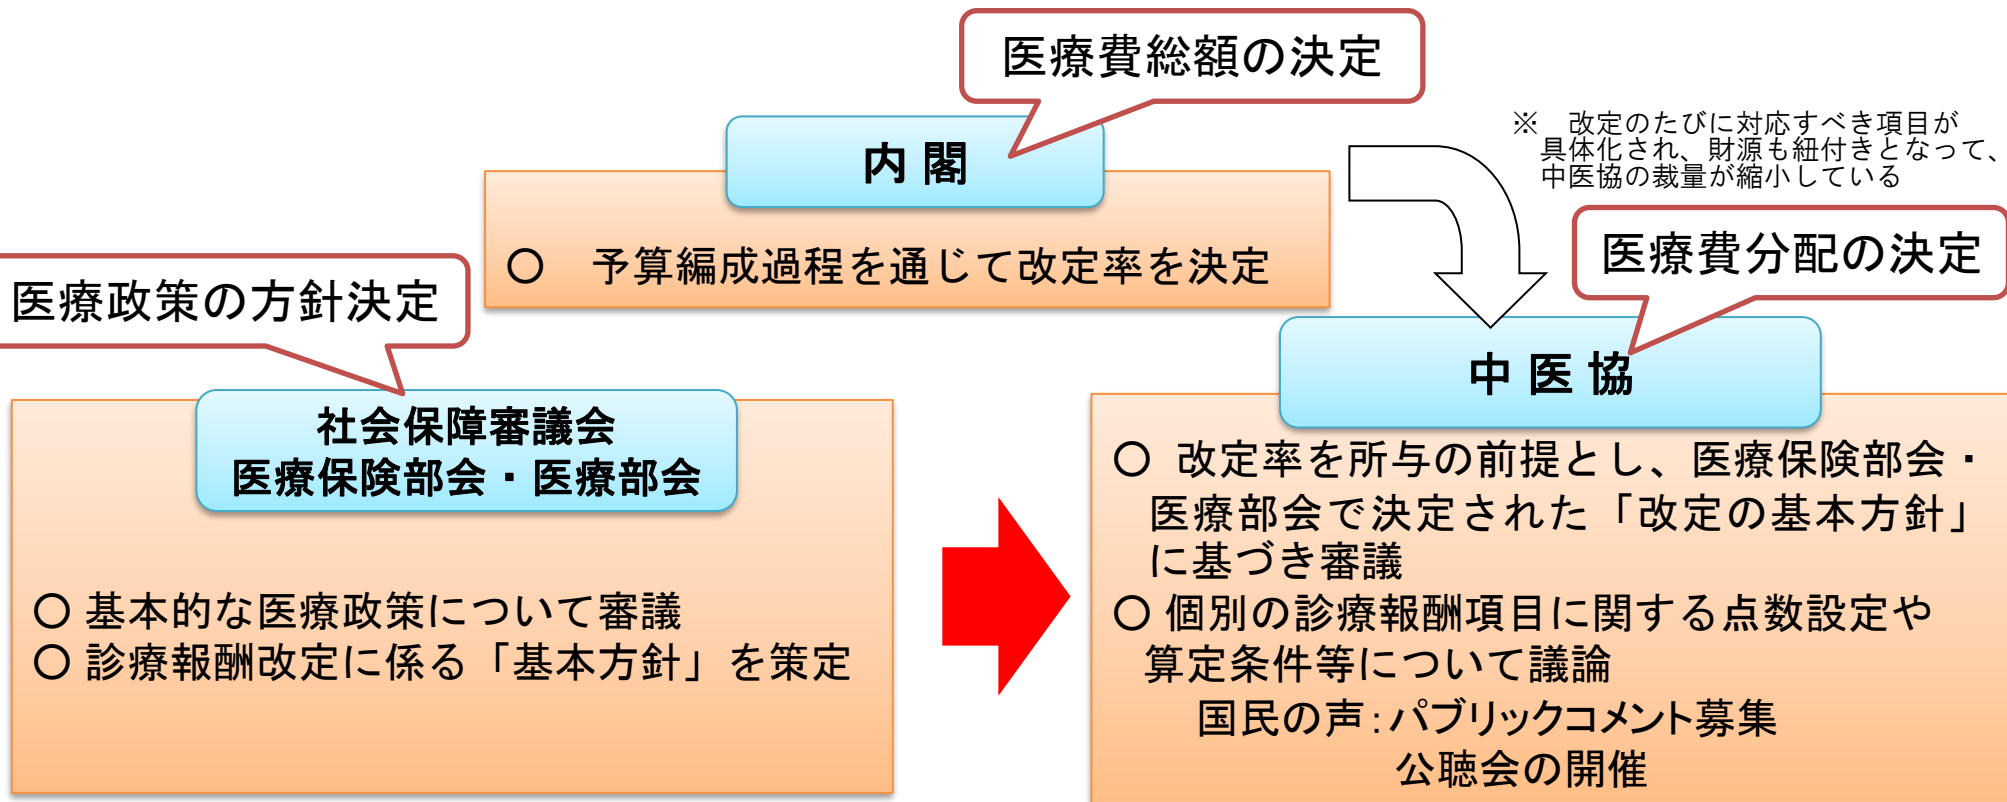 医療費総額の決定
内 閣
○　予算編成過程を通じて改定率を決定
※　改定のたびに対応すべき項目が
具体化され、財源も紐付きとなって、
中医協の裁量が縮小している
医療費分配の決定
医療政策の方針決定
社会保障審議会
医療保険部会・医療部会
○ 基本的な医療政策について審議
○ 診療報酬改定に係る「基本方針」を策定
中 医 協
○ 改定率を所与の前提とし、医療保険部会・
医療部会で決定された「改定の基本方針」
に基づき審議
○ 個別の診療報酬項目に関する点数設定や
算定条件等について議論
国民の声：パブリックコメント募集
公聴会の開催